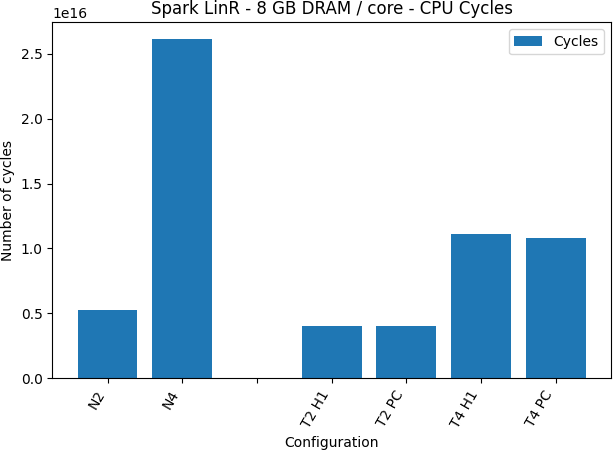 Spark LinR - 8 GB DRAM / core - CPU Cycles
1e16
Cycles
2.5
2.0
1.5
1.0
0.5
0.0
Number of cycles
N2
N4
T2 H1
T2 PC
T4 H1
T4 PC
Configuration